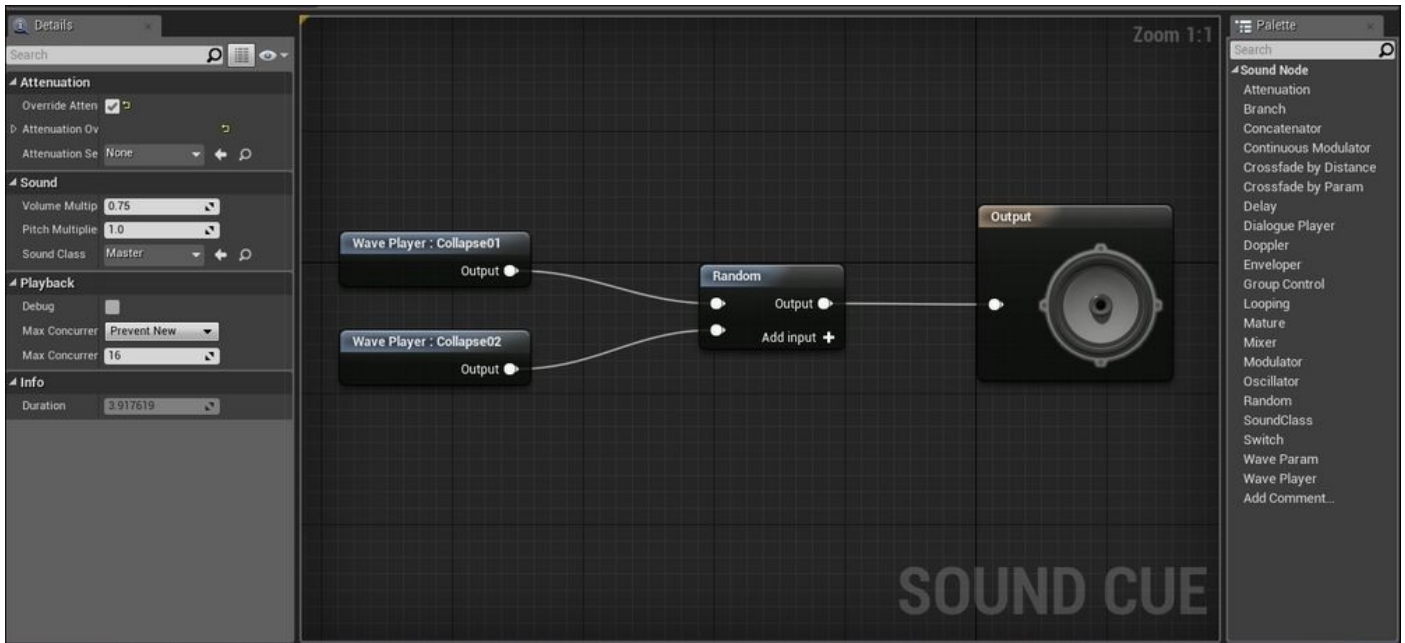 Details
Search
Attenuation
Override Atten
Attenuation Ov
Attenuation Se None
Sound
Volume Multip 0.75
Pitch Multiplie 1.0
Sound Class Master
Playback
Debug
Max Concurrer Prevent New
Max Concurrer 16
Info
Duration 3.917619
Zoom 1:1
Wave Player : Collapse01
Output
Wave Player : Collapse02
Output
Random
Output
Add input
Output
SOUND CUE
Palette
Search
Sound Node
Attenuation
Branch
Concatenator
Continuous Modulator
Crossfade by Distance
Crossfade by Param
Delay
Dialogue Player
Doppler
Enveloper
Group Control
Looping
Mature
Mixer
Modulator
Oscillator
Random
SoundClass
Switch
Wave Param
Wave Player
Add Comment...